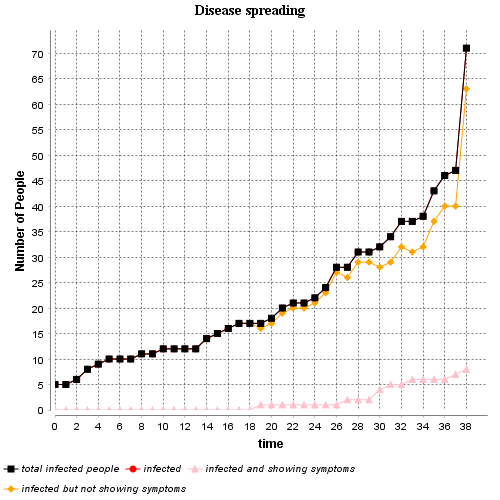 Disease spreading
Number of People
70
65
60
55
50
45
40
35
30
25
20
15
10
5
0
0 2 4 6 8 10 12 14 16 18 20 22 24 26 28 30 32 34 36 38
time
total infected people infected infected and showing symptoms
infected but not showing symptoms